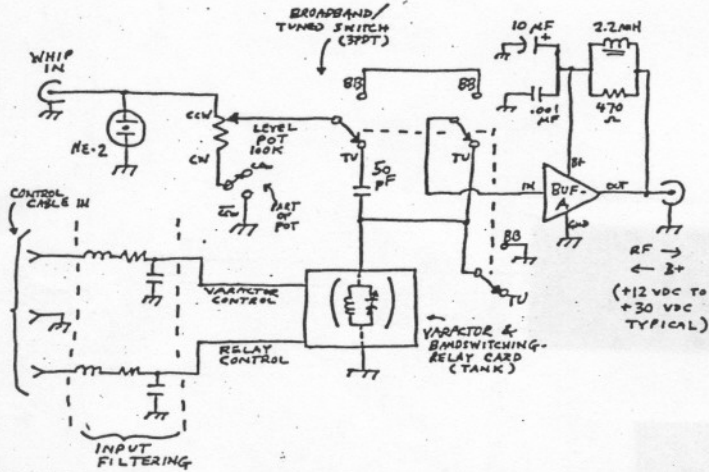 BROADBAND/
TUNED SWITCH
(3PDT)
10 µF
+
2.2 mH
WHIP
IN
BB
BB
.001
µF
470
Ω
CCW
LEVEL
POT
100K
NE-2
CW
TU
TU
50
pF
B+
IN
BUF-
A
OUT
GND
CONTROL
CABLE IN
PART
OF
POT
BB
RF →
← B+
(+12 VDC TO
+30 VDC
TYPICAL)
TU
VARACTOR
CONTROL
VARACTOR &
BANDSWITCHING-
RELAY CARD
(TANK)
RELAY
CONTROL
INPUT
FILTERING